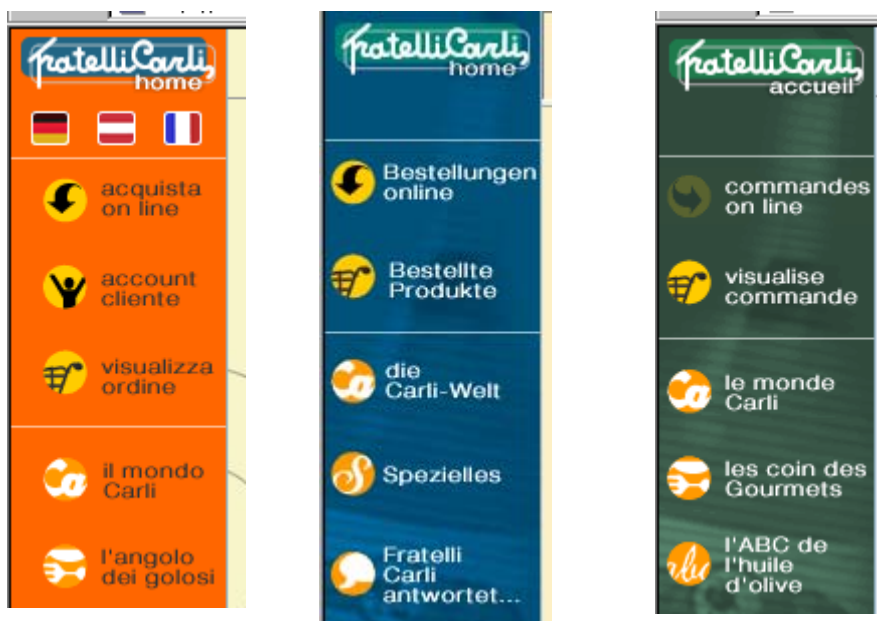 fratelliCarli
home
acquista
on line
account
cliente
visualizza
ordine
il mondo
Carli
l'angolo
dei golosi
fratelliCarli
home
Bestellungen
online
Bestellte
Produkte
die
Carli-Welt
Spezielles
Fratelli
Carli
antwortet...
fratelliCarli
accueil
commandes
on line
visualise
commande
le monde
Carli
les coin des
Gourmets
abc
l'ABC de
l'huile
d'olive